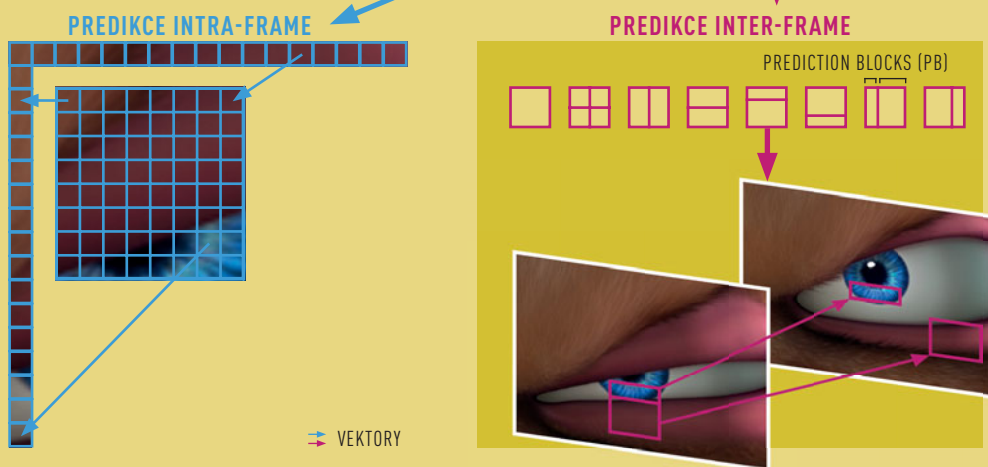 PREDIKCE INTRA-FRAME
VEKTORY
PREDIKCE INTER-FRAME
PREDICTION BLOCKS (PB)